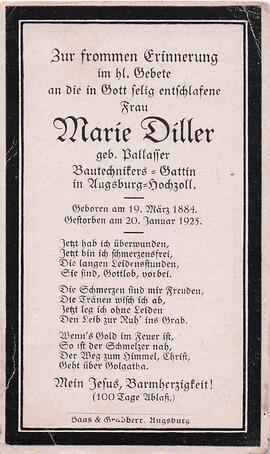 Zur frommen Erinnerung
im hl. Gebete
an die in Gott selig entschlafene
Frau
Marie Diller
geb. Pallasser
Bautechnikers-Gattin
in Augsburg-Hochzoll.
Geboren am 19. März 1884.
Gestorben am 20. Januar 1925.
Jetzt hab ich überwunden,
Jetzt bin ich schmerzensfrei,
Die langen Leidensstunden,
Sie sind, Gottlob, vorbei.
Die Schmerzen sind mir Freuden,
Die Tränen wisch ich ab,
Jetzt leg ich ohne Leiden
Den Leib zur Ruh' ins Grab.
Wenn's Gold im Feuer ist,
So ist der Schmelzer nah,
Der Weg zum Himmel, Christ,
Geht über Golgatha.
Mein Jesus, Barmherzigkeit!
(100 Tage Ablaß.)
Haas & Grabherr, Augsburg